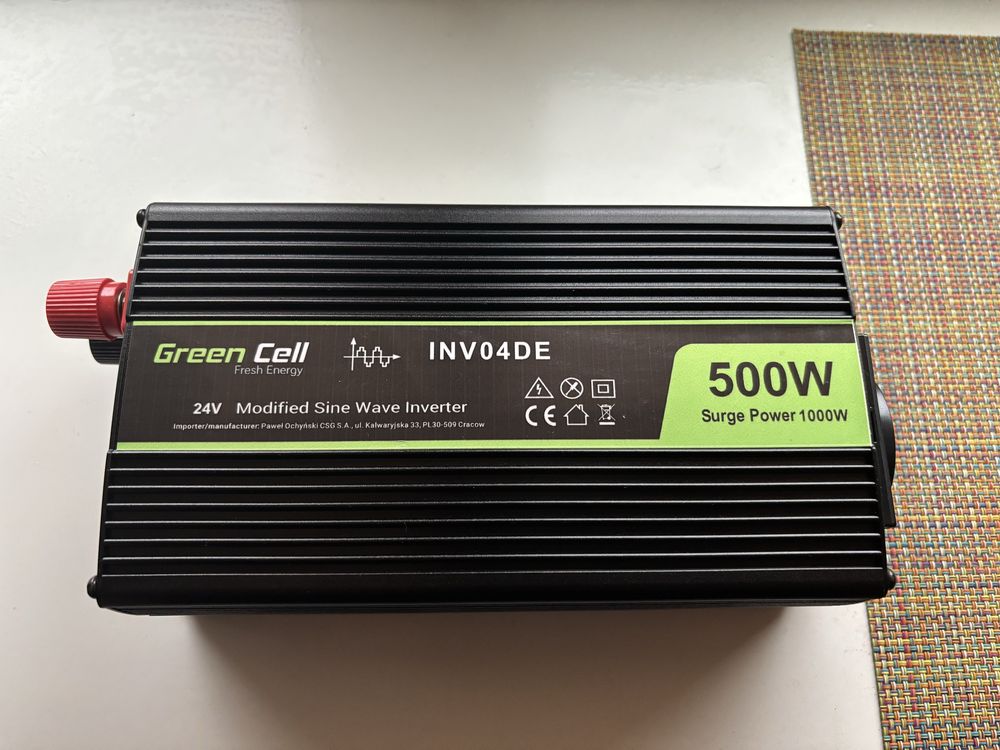 Green Cell
Fresh Energy
INV04DE
24V Modified Sine Wave Inverter
Importer/manufacturer: Paweł Ochyński CSG S.A., ul. Kalwaryjska 33, PL30-509 Cracow
CE
500W
Surge Power 1000W